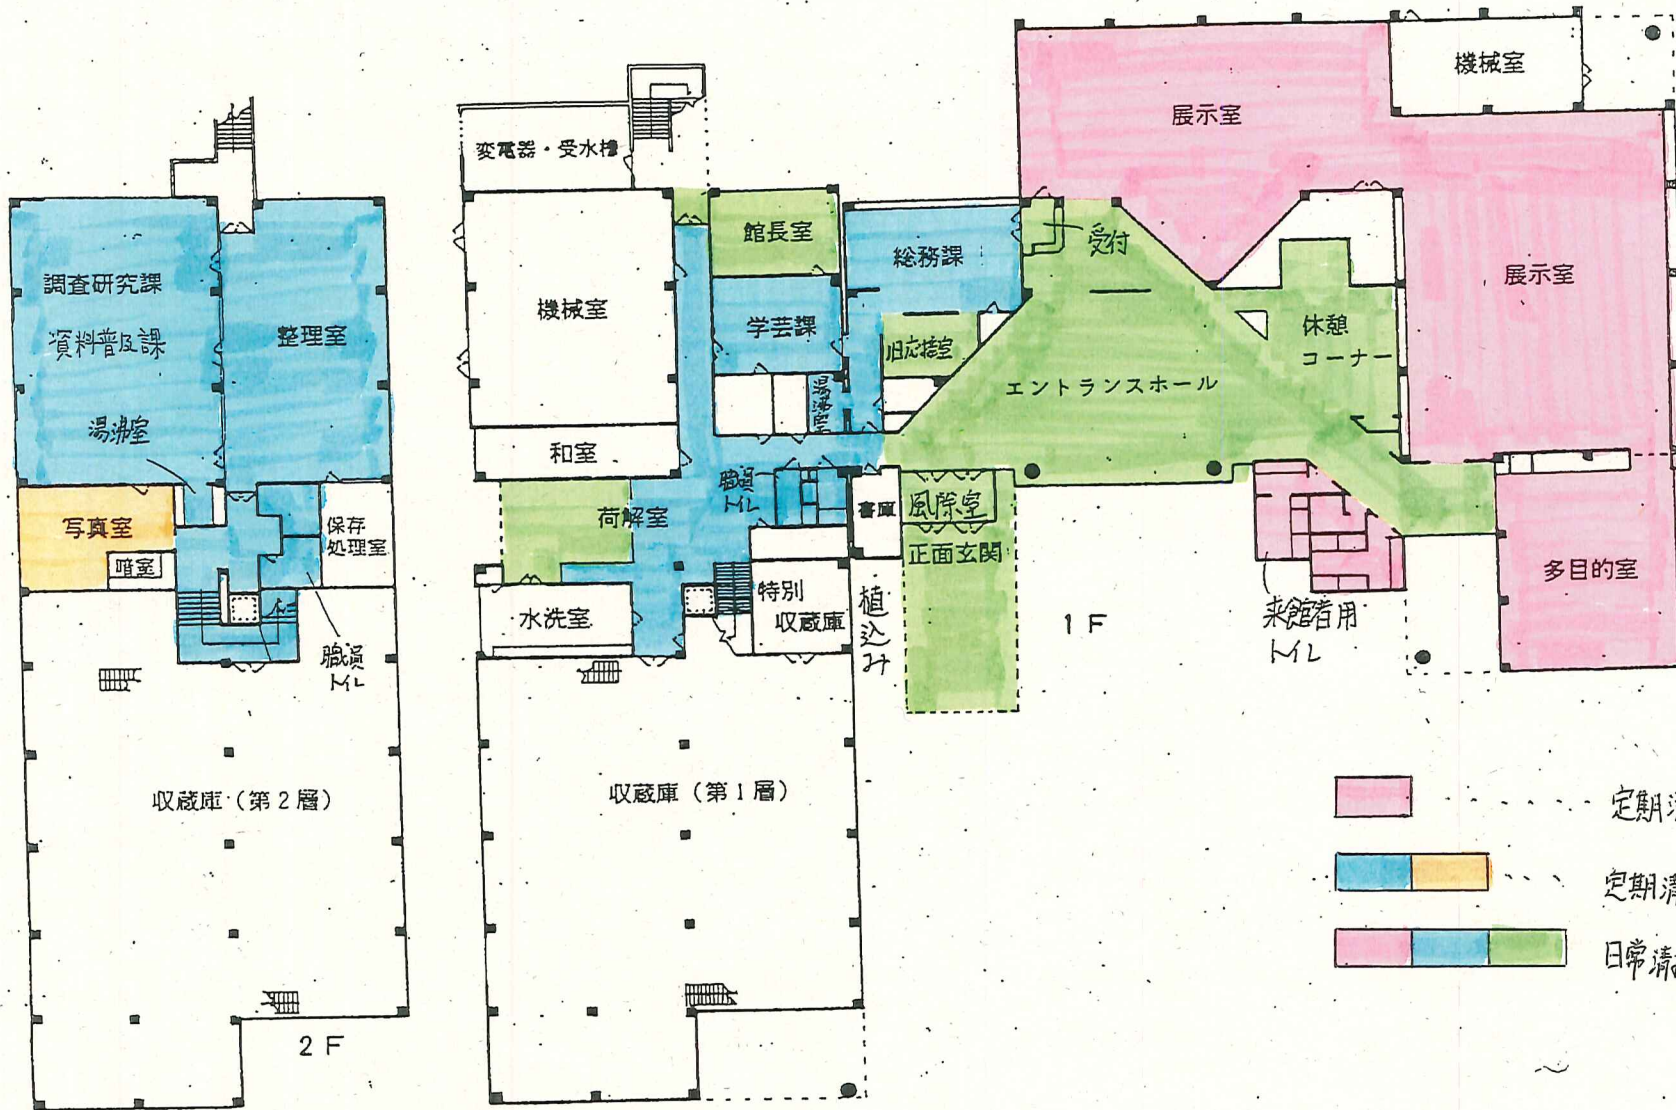 調査研究課
資料普及課
湯沸室
整理室
写真室
暗室
保存
処理室
職員
トイレ
収蔵庫(第2層)
2F
変電器・受水槽
機械室
和室
館長室
学芸課
湯沸室
総務課
旧応接室
受付
エントランスホール
休憩
コーナー
展示室
機械室
展示室
多目的室
荷解室
職員
トイレ
書庫
風除室
正面玄関
水洗室
特別
収蔵庫
植込み
1F
来館者用
トイレ
収蔵庫(第1層)
定期
定期清
日常清